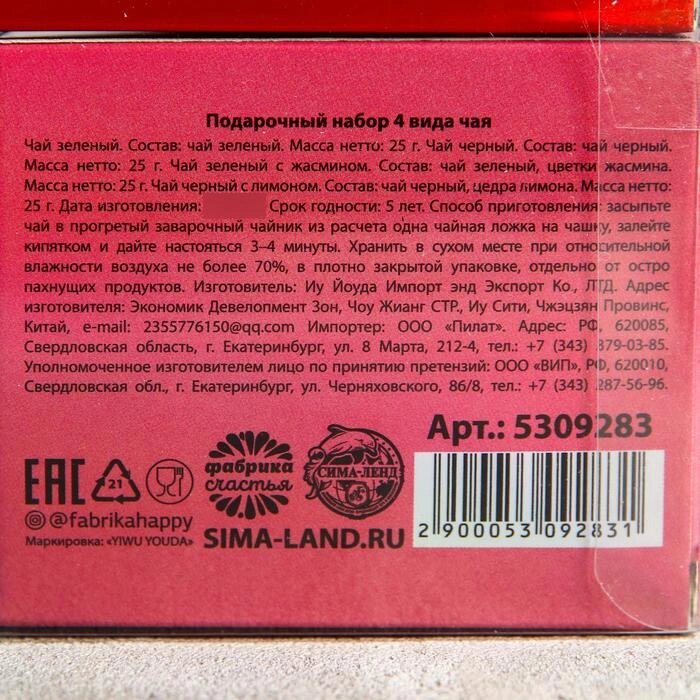 Подарочный набор 4 вида чая
Чай зеленый. Состав: чай зеленый. Масса нетто: 25 г. Чай черный. Состав: чай черный.
Масса нетто: 25 г. Чай зеленый с жасмином. Состав: чай зеленый, цветки жасмина.
Масса нетто: 25 г. Чай черный с лимоном. Состав: чай черный, цедра лимона. Масса нетто:
25 г. Дата изготовления: Срок годности: 5 лет. Способ приготовления: засыпьте
чай в прогретый заварочный чайник из расчета одна чайная ложка на чашку, залейте
кипятком и дайте настояться 3–4 минуты. Хранить в сухом месте при относительной
влажности воздуха не более 70%, в плотно закрытой упаковке, отдельно от остро
пахнущих продуктов. Изготовитель: Иу Йоуда Импорт энд Экспорт Ко., ЛТД. Адрес
изготовителя: Экономик Девелопмент Зон, Чоу Жианг СТР., Иу Сити, Чжэцзян Провинс,
Китай, e-mail: 2355776150@qq.com Импортер: ООО «Пилат». Адрес: РФ, 620085,
Свердловская область, г. Екатеринбург, ул. 8 Марта, 212-4, тел.: +7 (343) 379-03-85.
Уполномоченное изготовителем лицо по принятию претензий: ООО «ВИП», РФ, 620010,
Свердловская обл., г. Екатеринбург, ул. Черняховского, 86/8, тел.: +7 (343) 287-56-96.
Арт.: 5309283
EAC 21 фабрика счастья СИМА-ЛЕНД
@fabrikahappy
Маркировка: «YIWU YOUDA»
SIMA-LAND.RU
2 900053 092831